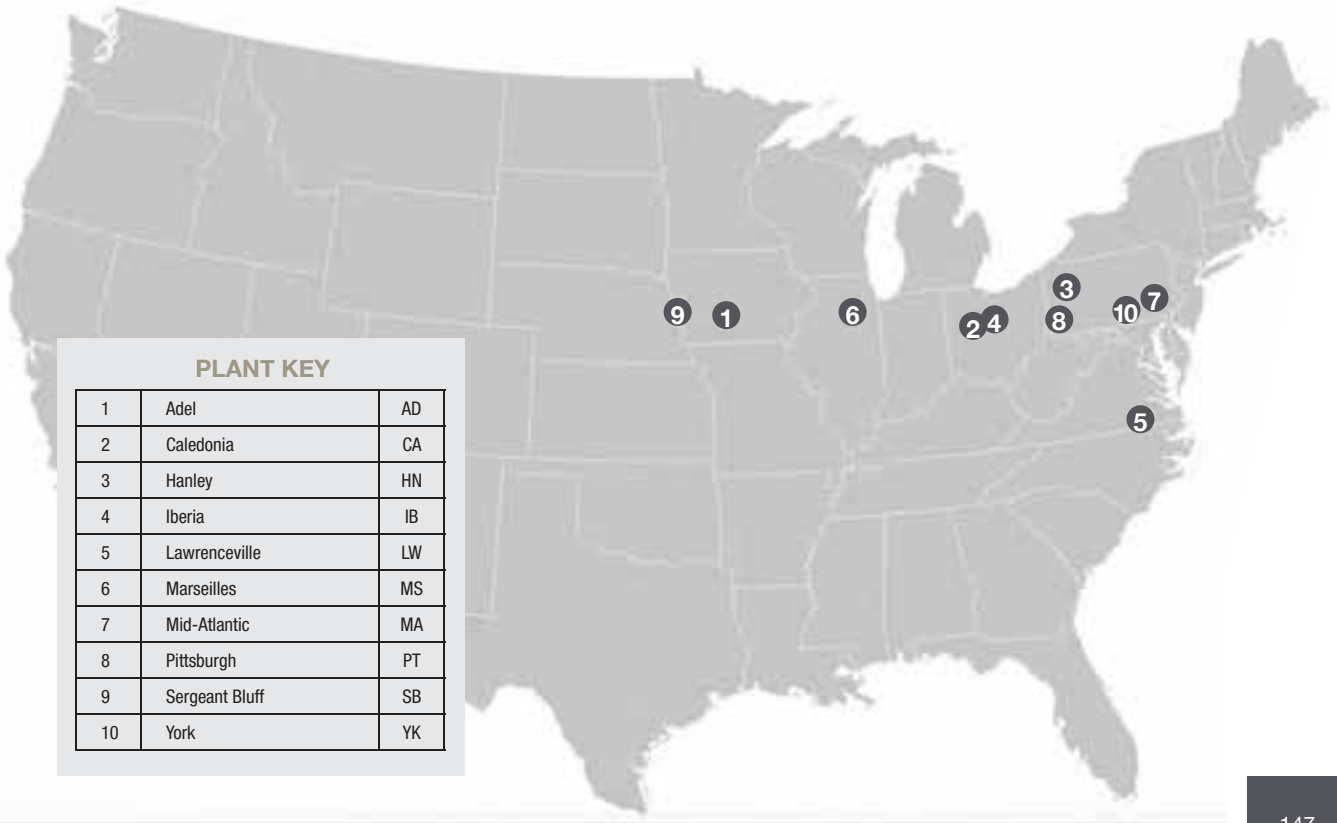 3
7
9
1
6
10
2
4
8
5
PLANT KEY
1 Adel AD
2 Caledonia CA
3 Hanley HN
4 Iberia IB
5 Lawrenceville LW
6 Marseilles MS
7 Mid-Atlantic MA
8 Pittsburgh PT
9 Sergeant Bluff SB
10 York YK
147